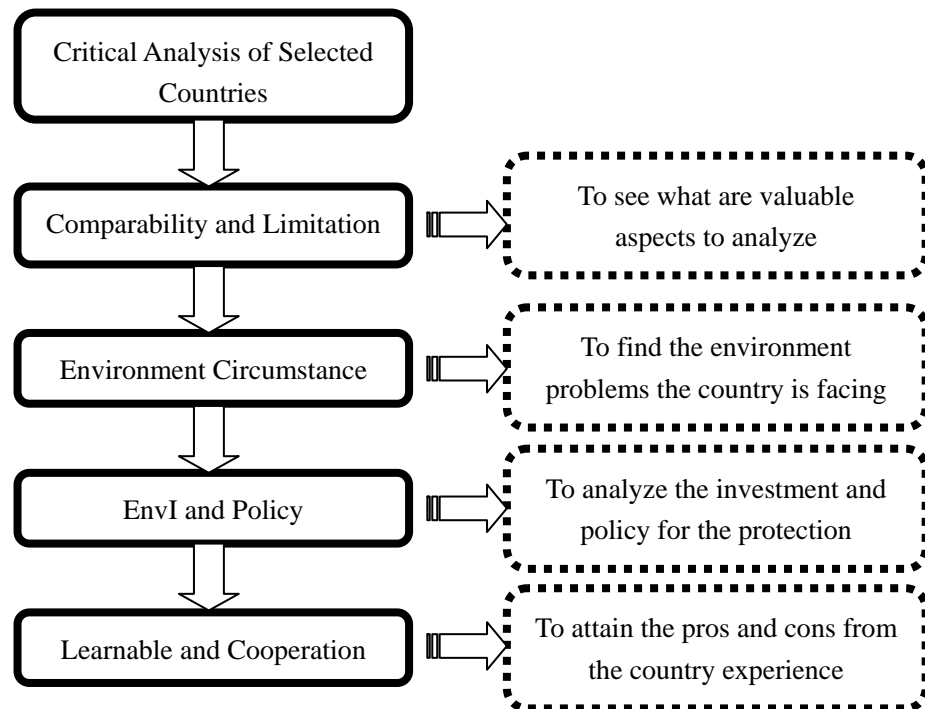 Critical Analysis of Selected
Countries
Comparability and Limitation
To see what are valuable
aspects to analyze
Environment Circumstance
To find the environment
problems the country is facing
EnvI and Policy
To analyze the investment and
policy for the protection
Learnable and Cooperation
To attain the pros and cons from
the country experience